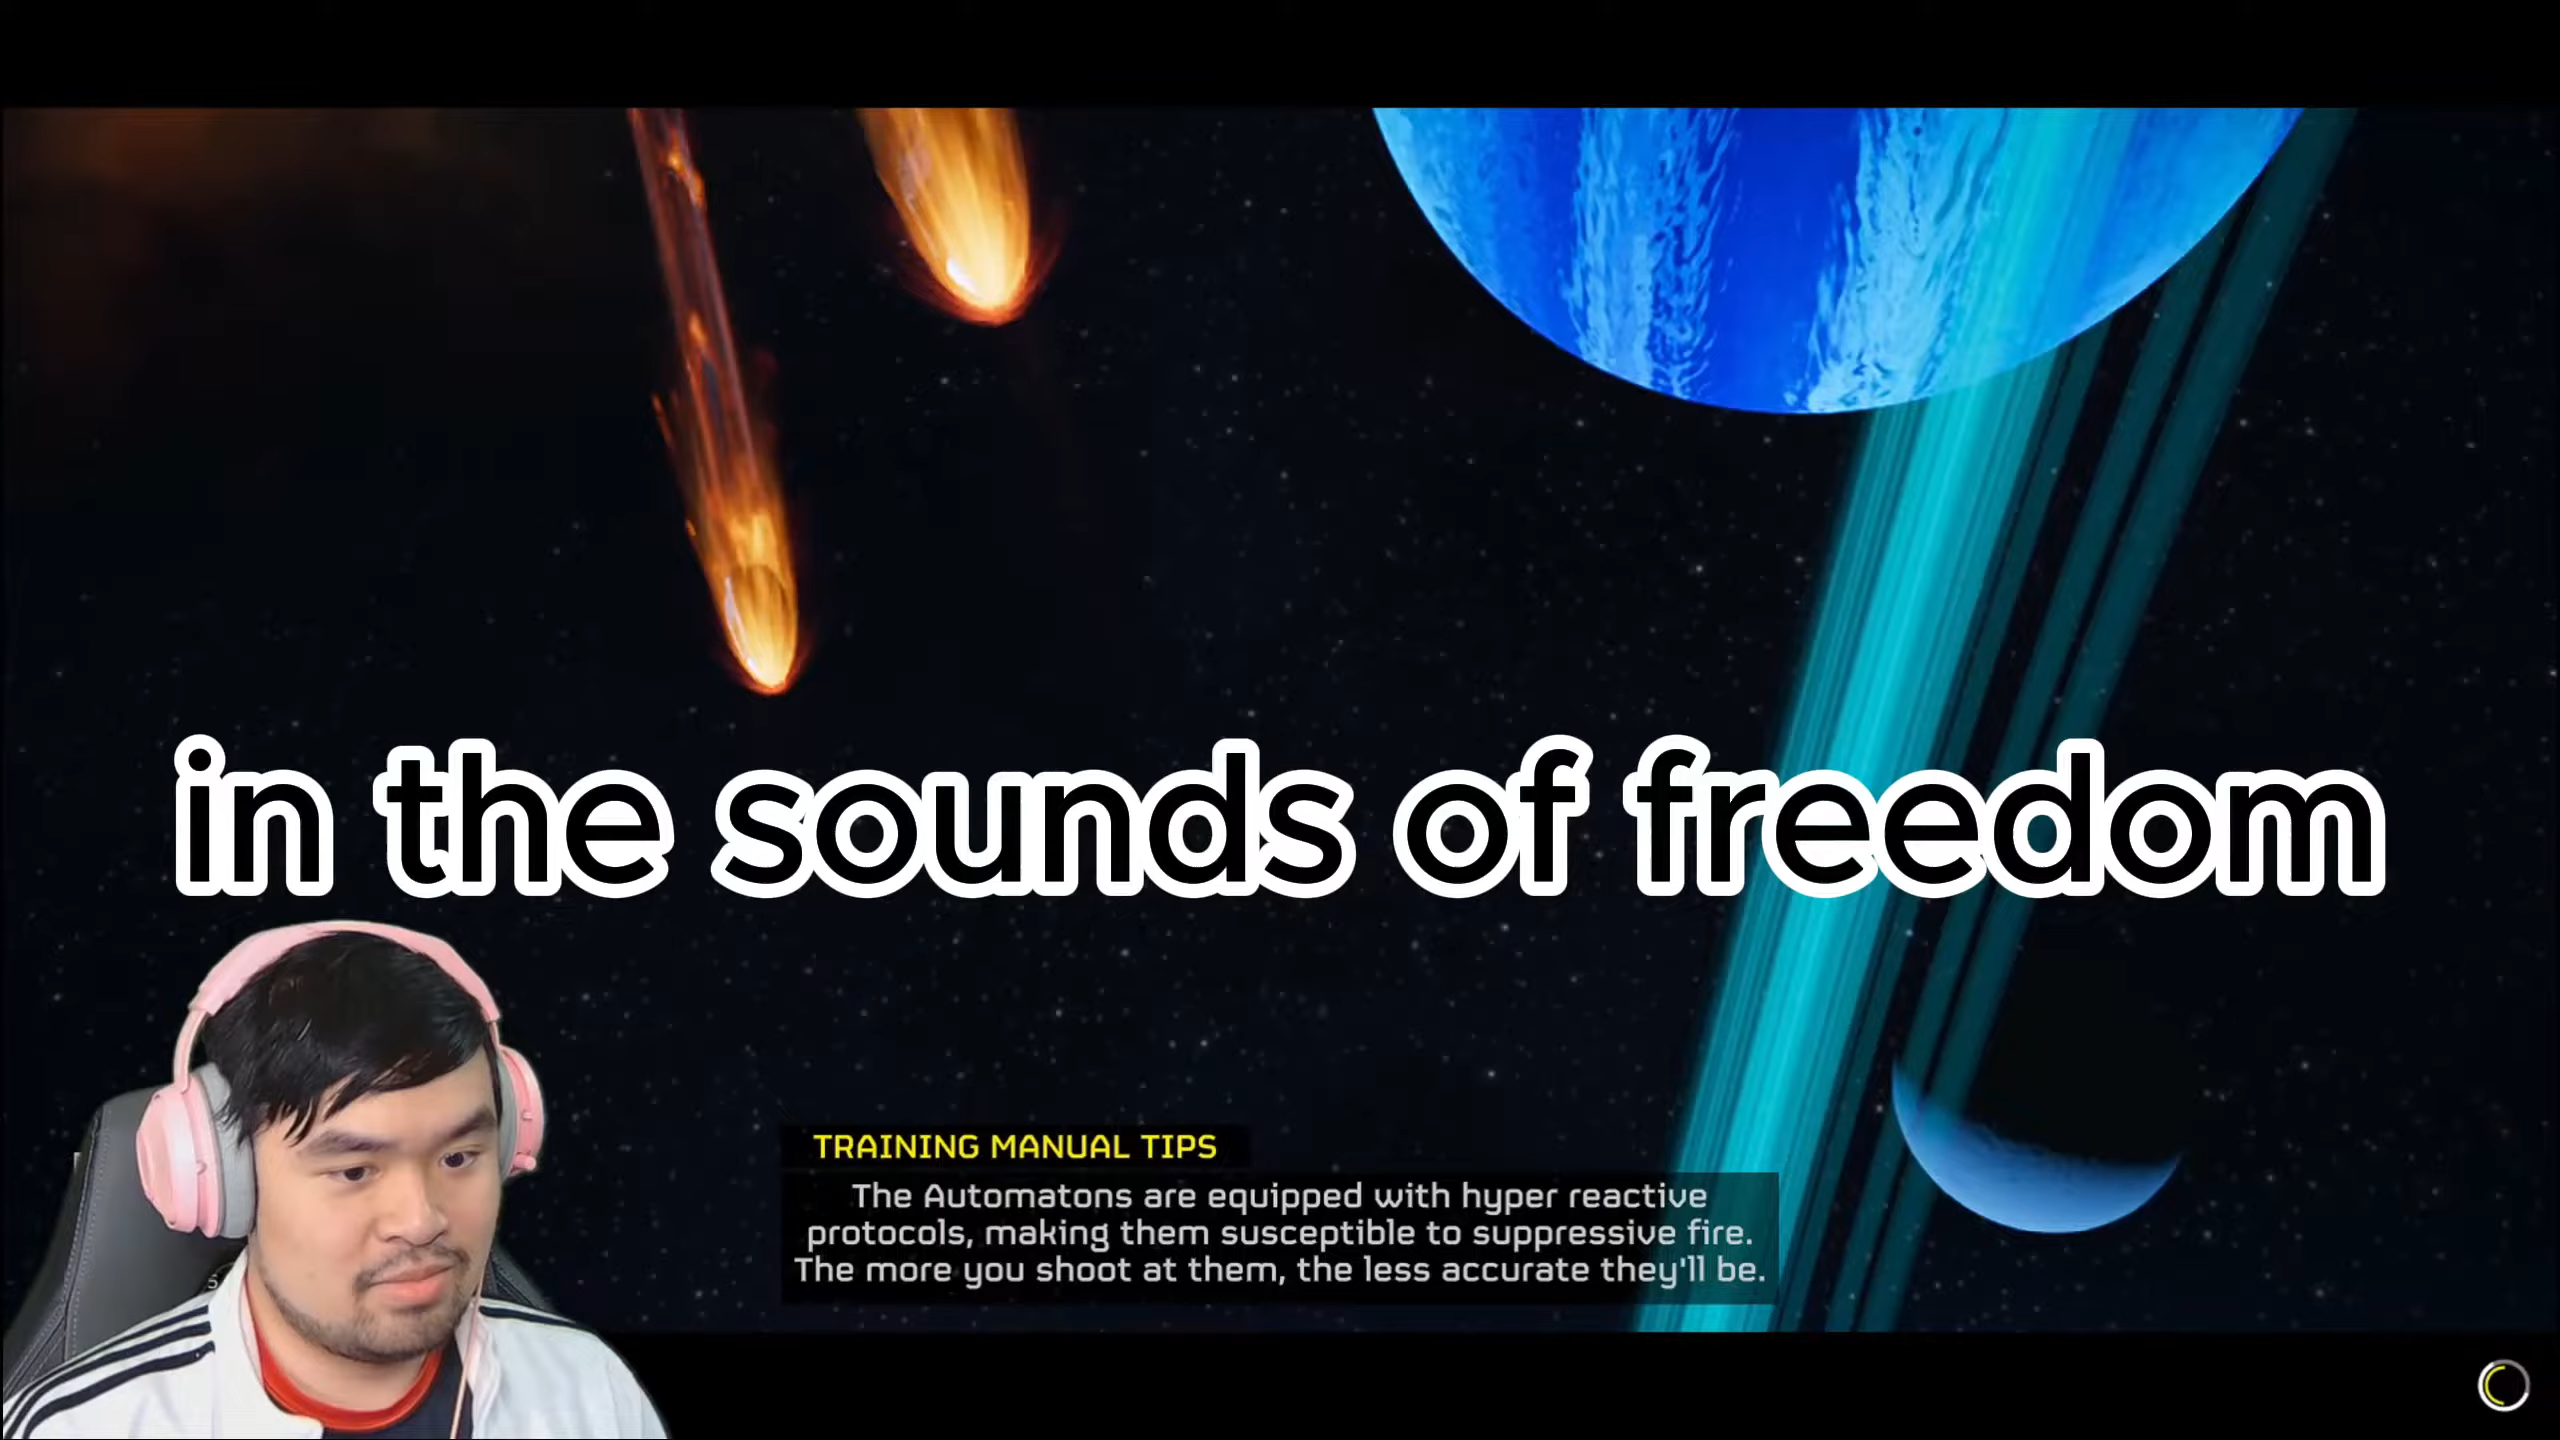 in the sounds of freedom
TRAINING MANUAL TIPS
The Automatons are equipped with hyper reactive
protocols, making them susceptible to suppressive fire.
The more you shoot at them, the less accurate they'll be.